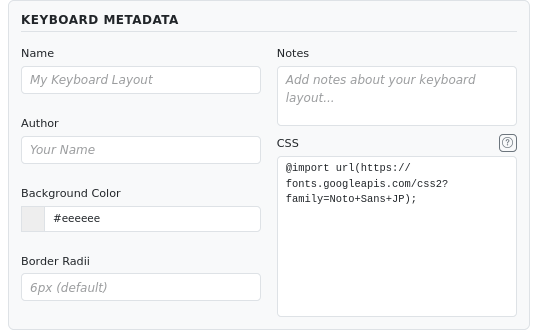 KEYBOARD METADATA
Name
My Keyboard Layout
Author
Your Name
Background Color
#eeeeee
Border Radii
6px (default)
Notes
Add notes about your keyboard
layout...
CSS
?
@import url(https://
fonts.googleapis.com/css2?
family=Noto+Sans+JP);